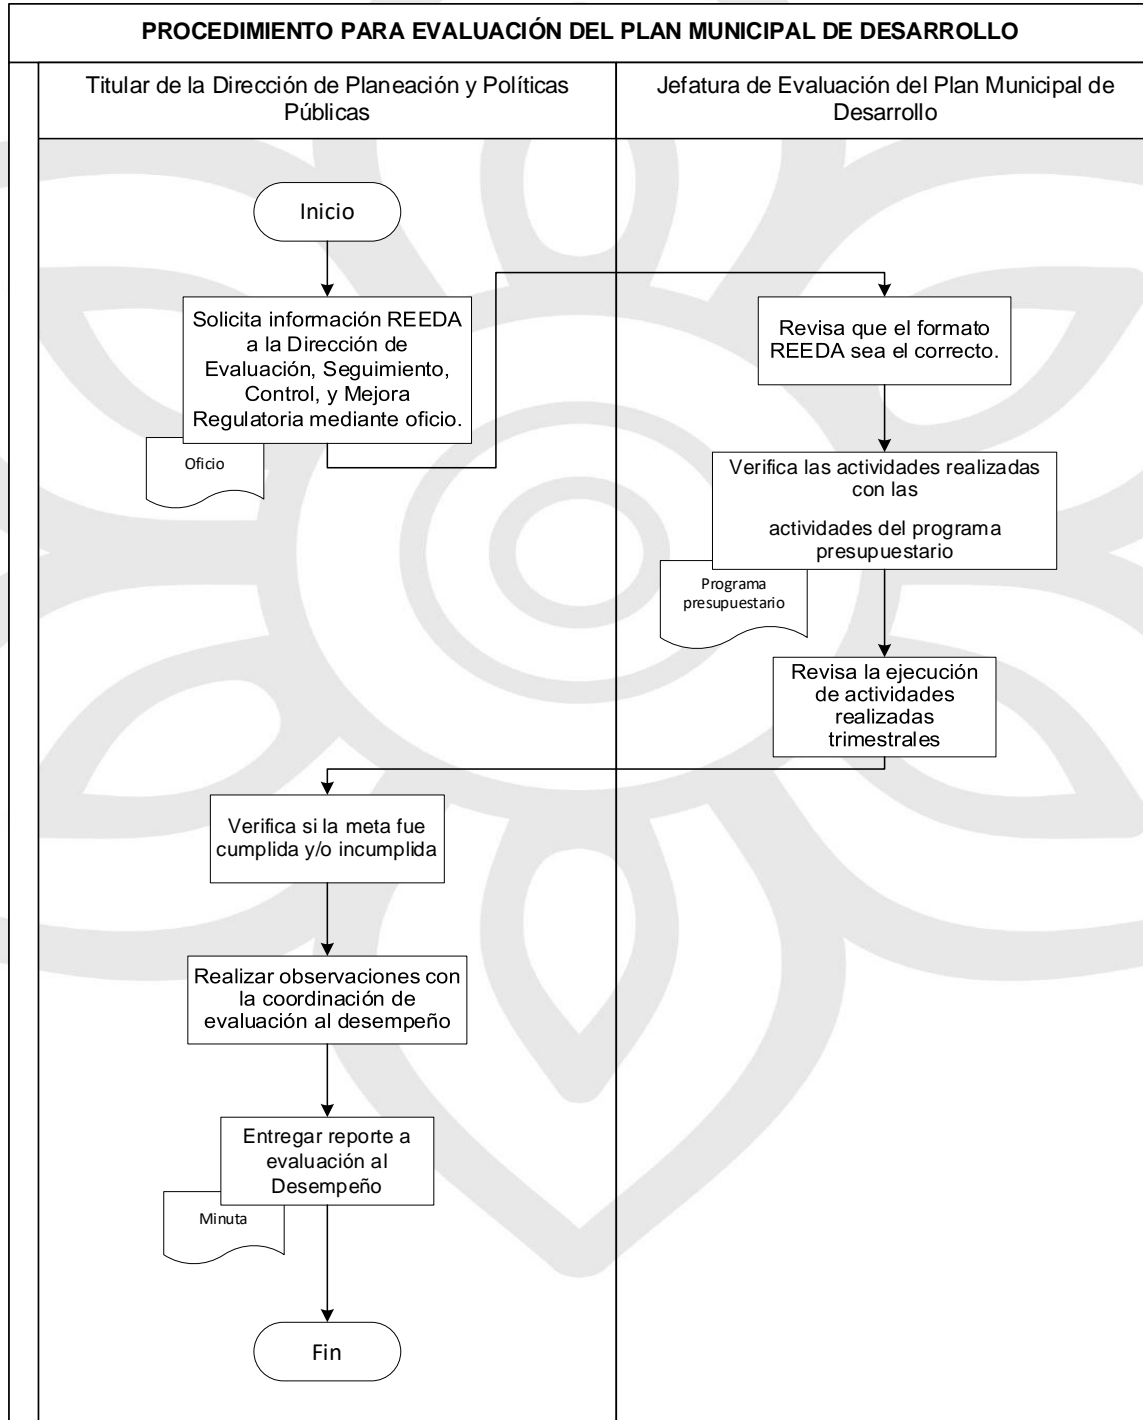 PROCEDIMIENTO PARA EVALUACIÓN DEL PLAN MUNICIPAL DE DESARROLLO
Titular de la Dirección de Planeación y Políticas
Públicas
Jefatura de Evaluación del Plan Municipal de
Desarrollo
Inicio
Solicita información REEDA
a la Dirección de
Evaluación, Seguimiento,
Control, y Mejora
Regulatoria mediante oficio.
Oficio
Revisa que el formato
REEDA sea el correcto.
Verifica las actividades realizadas
con las
actividades del programa
presupuestario
Programa
presupuestario
Revisa la ejecución
de actividades
realizadas
trimestrales
Verifica si la meta fue
cumplida y/o incumplida
Realizar observaciones con
la coordinación de
evaluación al desempeño
Entregar reporte a
evaluación al
Desempeño
Minuta
Fin